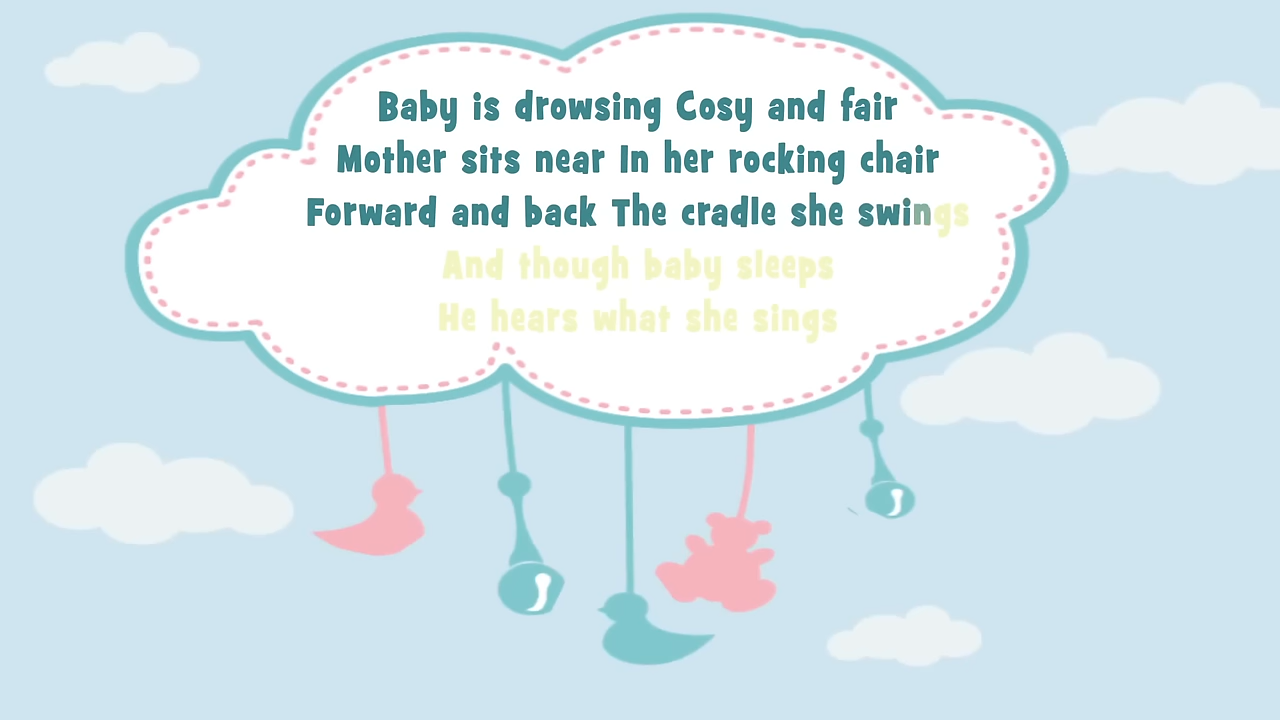 Baby is drowsing Cosy and fair
Mother sits near In her rocking chair
Forward and back The cradle she swings
And though baby sleeps
He hears what she sings